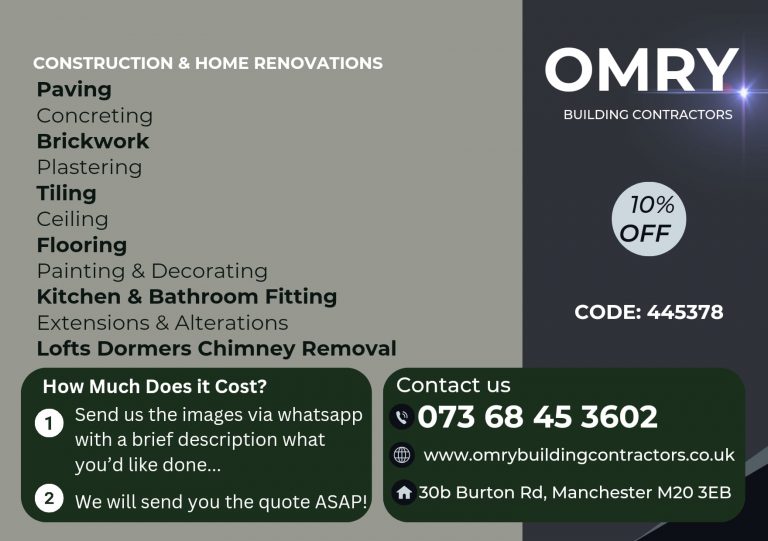 CONSTRUCTION & HOME RENOVATIONS
Paving
Concreting
Brickwork
Plastering
Tiling
Ceiling
Flooring
Painting & Decorating
Kitchen & Bathroom Fitting
Extensions & Alterations
Lofts Dormers Chimney Removal
OMRY
BUILDING CONTRACTORS
10%
OFF
CODE: 445378
How Much Does it Cost?
1 Send us the images via whatsapp
with a brief description what
you’d like done...
2 We will send you the quote ASAP!
Contact us
073 68 45 3602
www.omrybuildingcontractors.co.uk
30b Burton Rd, Manchester M20 3EB